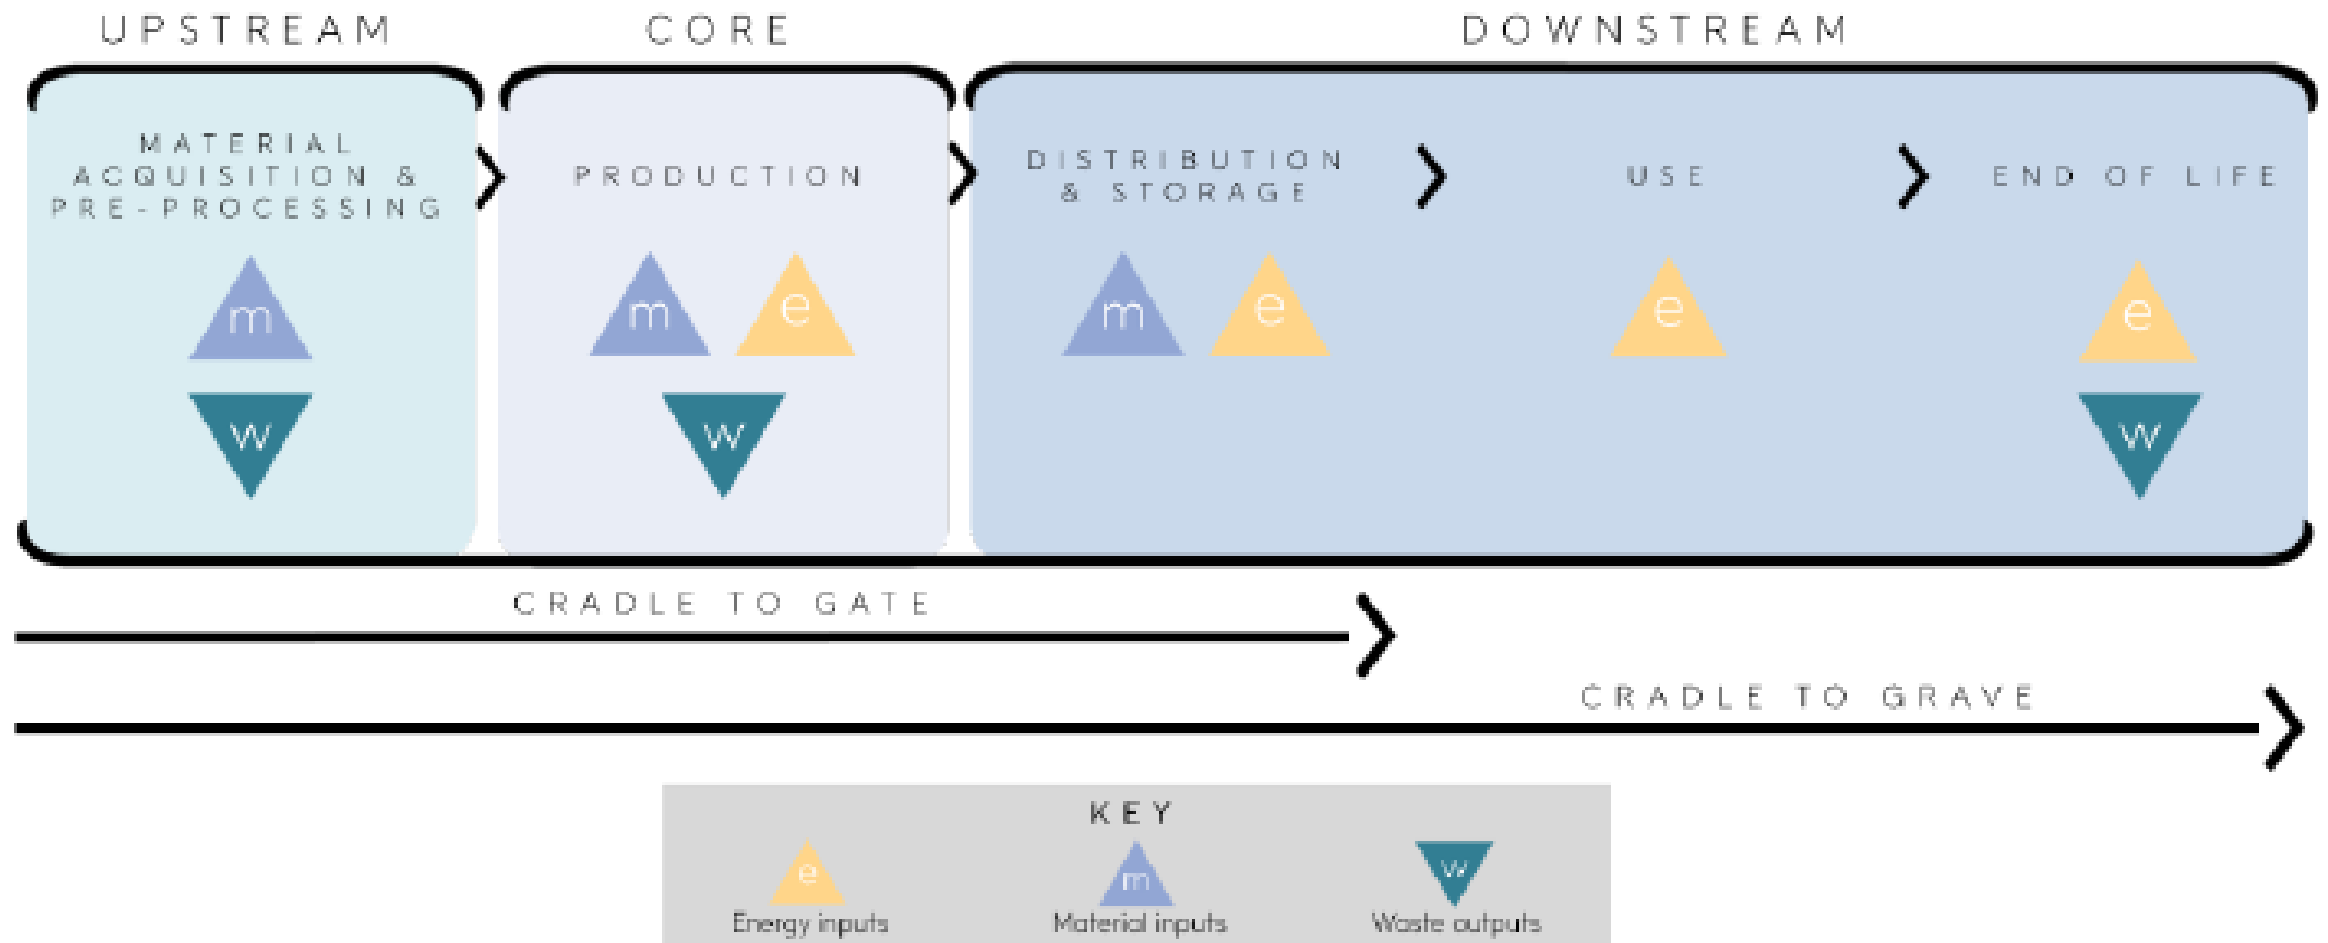 UPSTREAM
CORE
DOWNSTREAM
MATERIAL
ACQUISITION &
PRE-PROCESSING
PRODUCTION
DISTRIBUTION
& STORAGE
USE
END OF LIFE
m
m
e
m
e
e
e
w
w
w
CRADLE TO GATE
CRADLE TO GRAVE
KEY
e
m
w
Energy inputs
Material inputs
Waste outputs